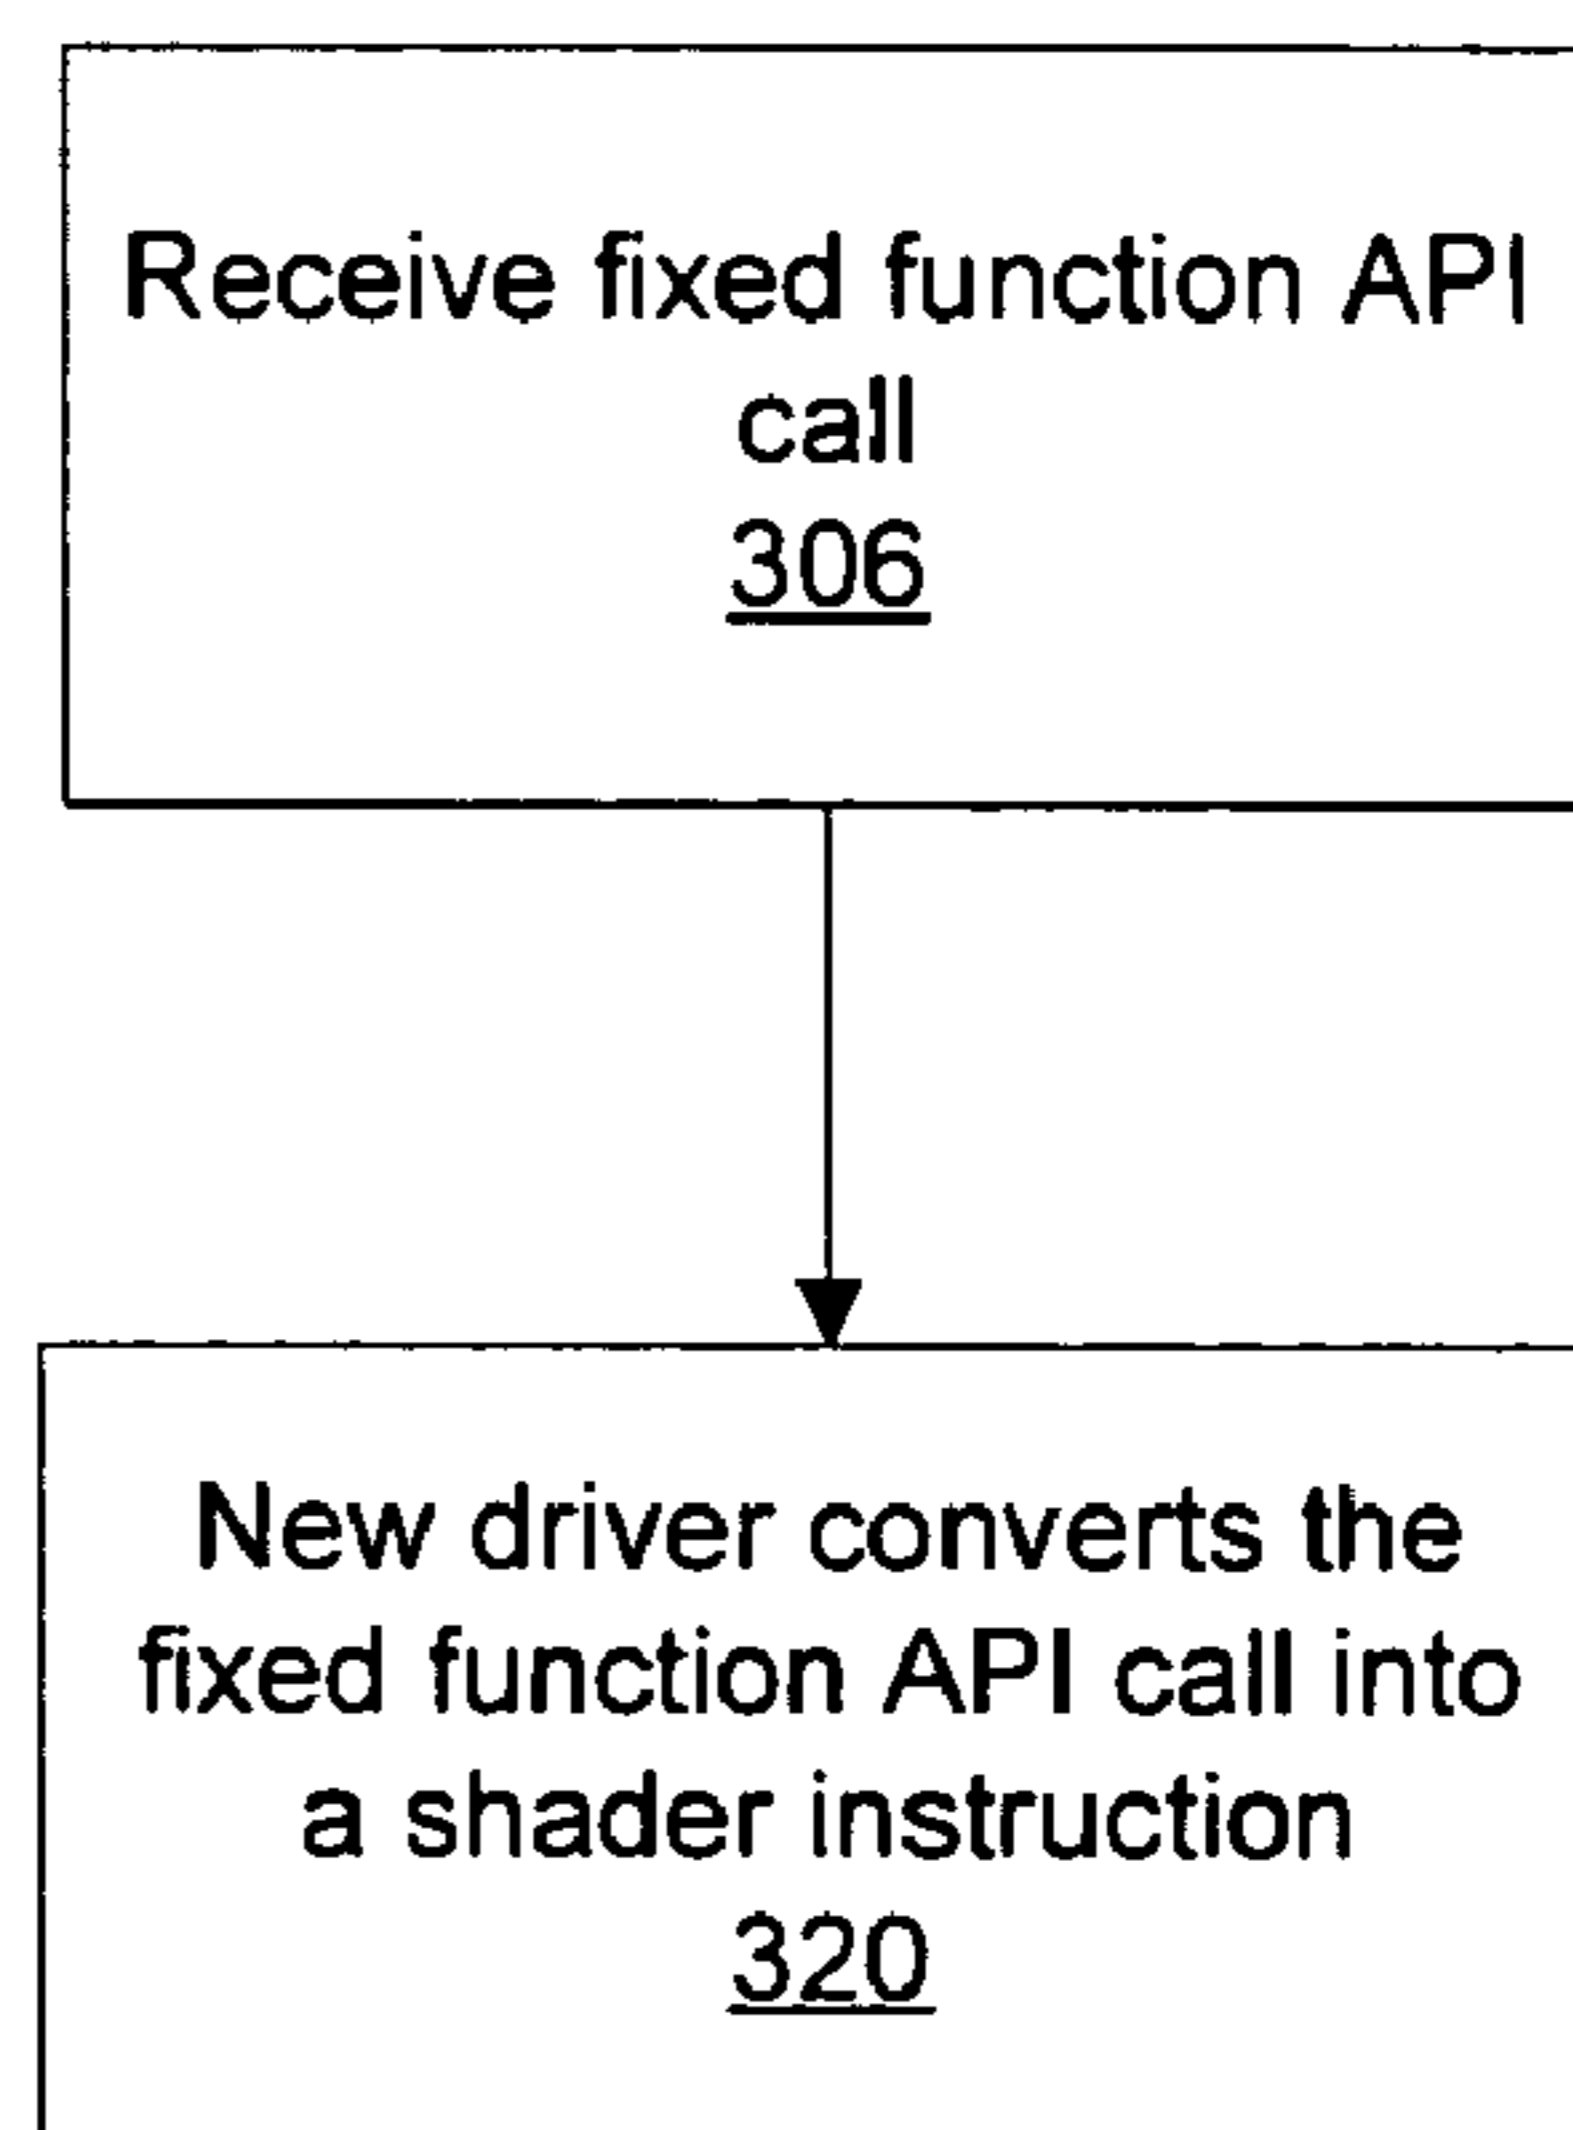 Receive fixed function API
call
306
New driver converts the
fixed function API call into
a shader instruction
320